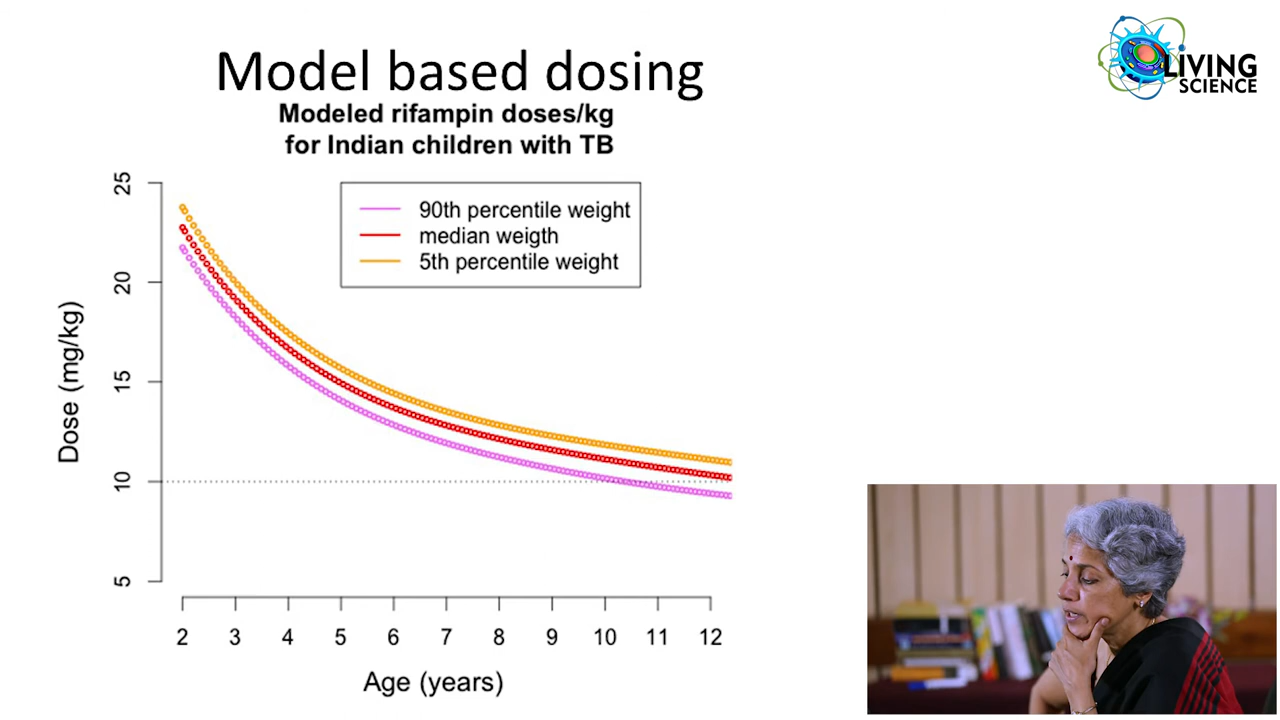 Model based dosing
LIVING
SCIENCE
Modeled rifampin doses/kg
for Indian children with TB
90th percentile weight
median weigth
5th percentile weight
Dose (mg/kg)
25
20
15
10
5
2 3 4 5 6 7 8 9 10 11 12
Age (years)